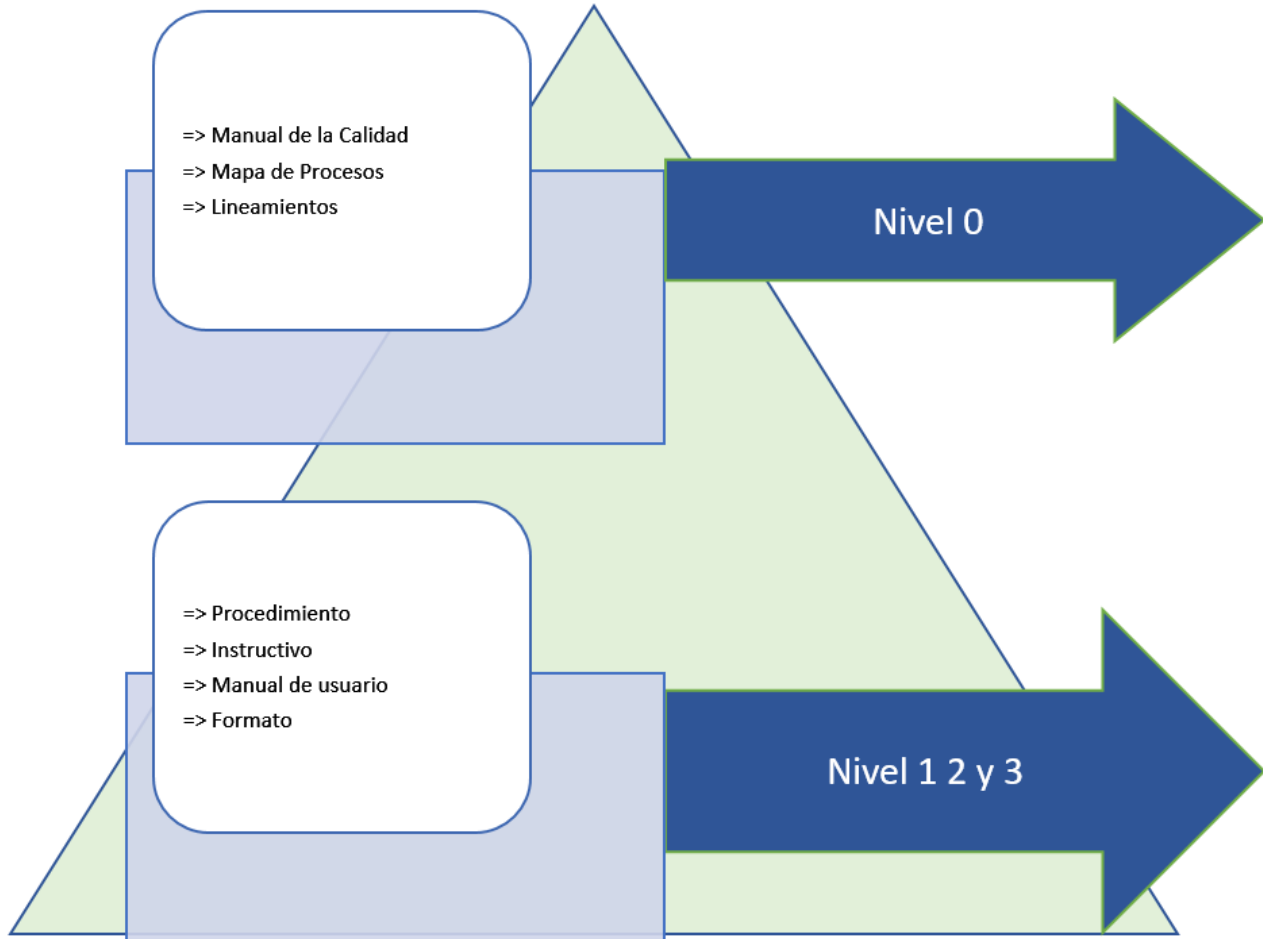 => Manual de la Calidad
=> Mapa de Procesos
=> Lineamientos
Nivel 0
=> Procedimiento
=> Instructivo
=> Manual de usuario
=> Formato
Nivel 1 2 y 3